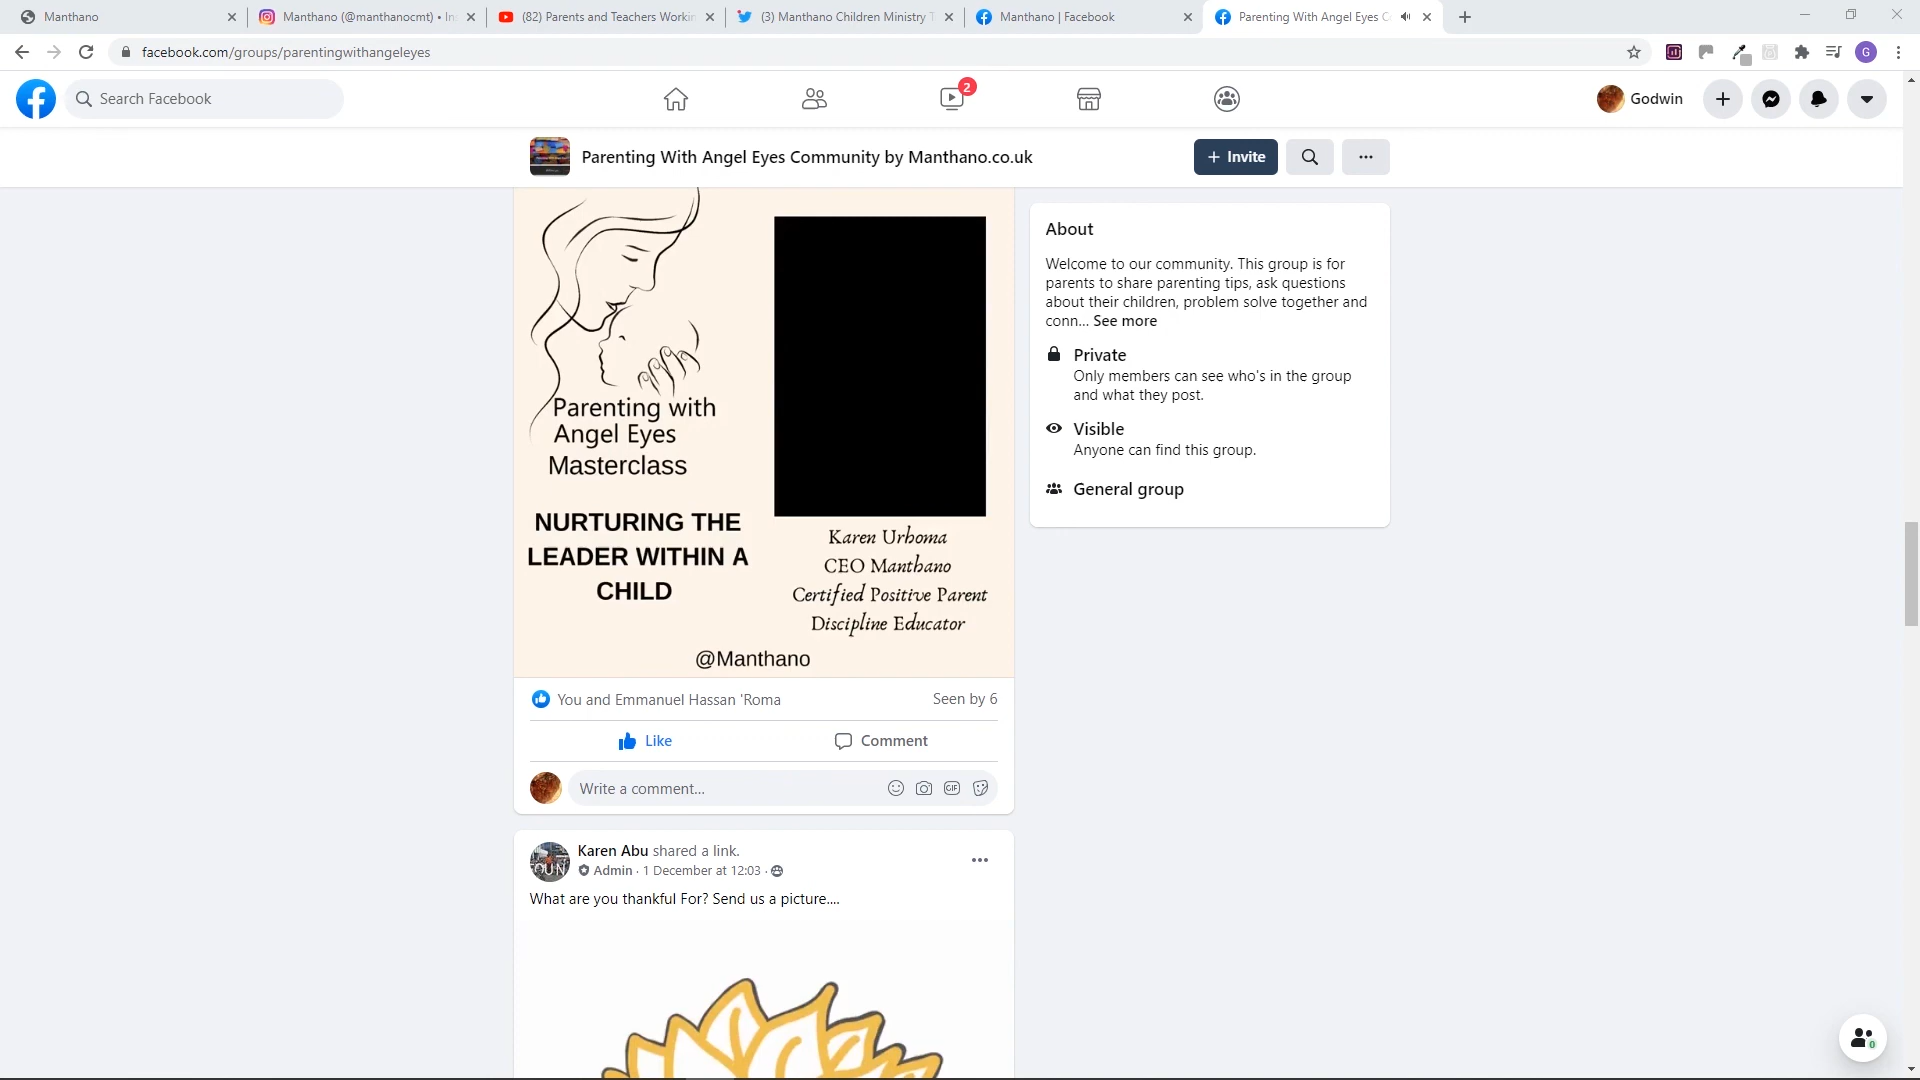 Manthano
Manthano (@manthanocmt) • In
(82) Parents and Teachers Workin
(3) Manthano Children Ministry T
Manthano | Facebook
Parenting With Angel Eyes Co
facebook.com/groups/parentingwithangeleyes
G
Search Facebook
2
Godwin
Parenting With Angel Eyes Community by Manthano.co.uk
+ Invite
Parenting with
Angel Eyes
Masterclass
NURTURING THE
LEADER WITHIN A
CHILD
Karen Urhoma
CEO Manthano
Certified Positive Parent
Discipline Educator
@Manthano
You and Emmanuel Hassan 'Roma
Seen by 6
Like
Comment
Write a comment...
GIF
Karen Abu shared a link.
Admin · 1 December at 12:03 ·
What are you thankful For? Send us a picture....
About
Welcome to our community. This group is for
parents to share parenting tips, ask questions
about their children, problem solve together and
conn... See more
Private
Only members can see who's in the group
and what they post.
Visible
Anyone can find this group.
General group
0